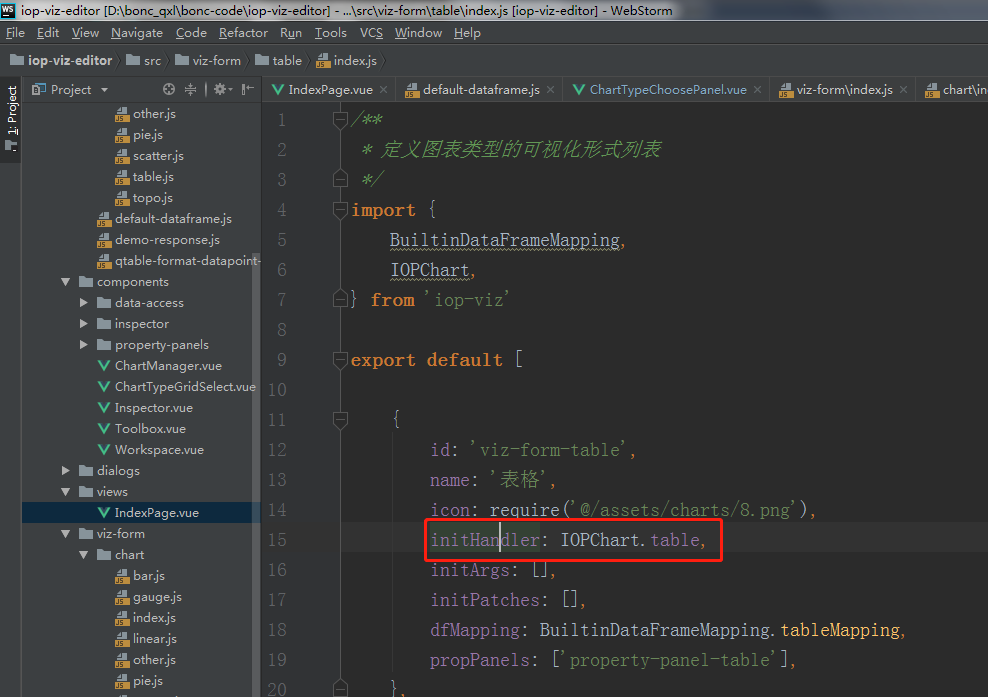 iop-viz-editor [D:\bonc_qxl\bonc-code\iop-viz-editor] - ...\src\viz-form\table\index.js [iop-viz-editor] - WebStorm
File Edit View Navigate Code Refactor Run Tools VCS Window Help
iop-viz-editor src viz-form table index.js
1: Project
Project
IndexPage.vue default-dataframe.js ChartTypeChoosePanel.vue viz-form\index.js chart\in
other.js
pie.js
scatter.js
table.js
topo.js
default-dataframe.js
demo-response.js
qtable-format-datapoint-
components
data-access
inspector
property-panels
ChartManager.vue
ChartTypeGridSelect.vue
Inspector.vue
Toolbox.vue
Workspace.vue
dialogs
views
IndexPage.vue
viz-form
chart
bar.js
gauge.js
index.js
linear.js
other.js
pie.js
1 /**
2 * 定义图表类型的可视化形式列表
3 */
4 import {
5 BuiltinDataFrameMapping,
6 IOPChart,
7 } from 'iop-viz'
8
9 export default [
10
11 {
12 id: 'viz-form-table',
13 name: '表格',
14 icon: require('@/assets/charts/8.png'),
15 initHandler: IOPChart.table,
16 initArgs: [],
17 initPatches: [],
18 dfMapping: BuiltinDataFrameMapping.tableMapping,
19 propPanels: ['property-panel-table'],
20 },